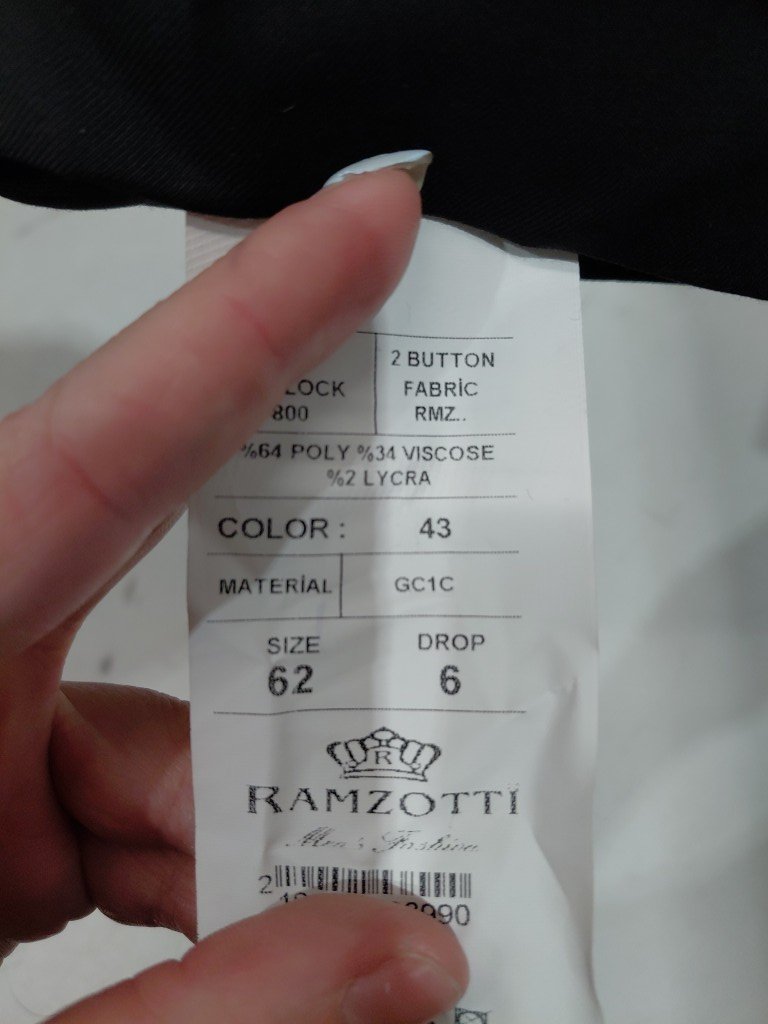 2 BUTTON
LOCK FABRİC
800 RMZ..
%64 POLY %34 VISCOSE
%2 LYCRA
COLOR : 43
MATERİAL GC1C
SIZE DROP
62 6
R
RAMZOTTI
Men's Fashion
2